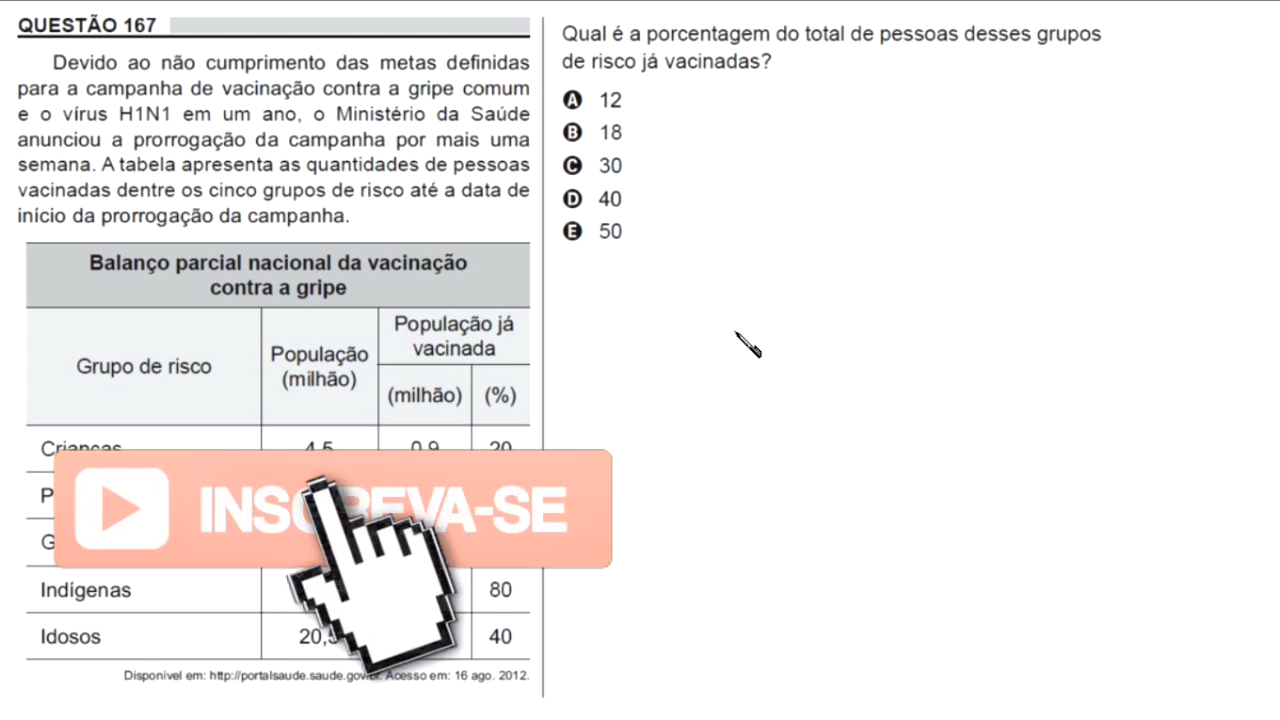 QUESTÃO 167
Devido ao não cumprimento das metas definidas
para a campanha de vacinação contra a gripe comum
e o vírus H1N1 em um ano, o Ministério da Saúde
anunciou a prorrogação da campanha por mais uma
semana. A tabela apresenta as quantidades de pessoas
vacinadas dentre os cinco grupos de risco até a data de
início da prorrogação da campanha.
Balanço parcial nacional da vacinação
contra a gripe
Grupo de risco
População
(milhão)
População já
vacinada
(milhão) (%)
Crianças 4,5 0,9 20
INSCREVA-SE
Indígenas 80
Idosos 40
Disponível em: http://portalsaude.saude.gov.br. Acesso em: 16 ago. 2012.
Qual é a porcentagem do total de pessoas desses grupos
de risco já vacinadas?
A 12
B 18
C 30
D 40
E 50